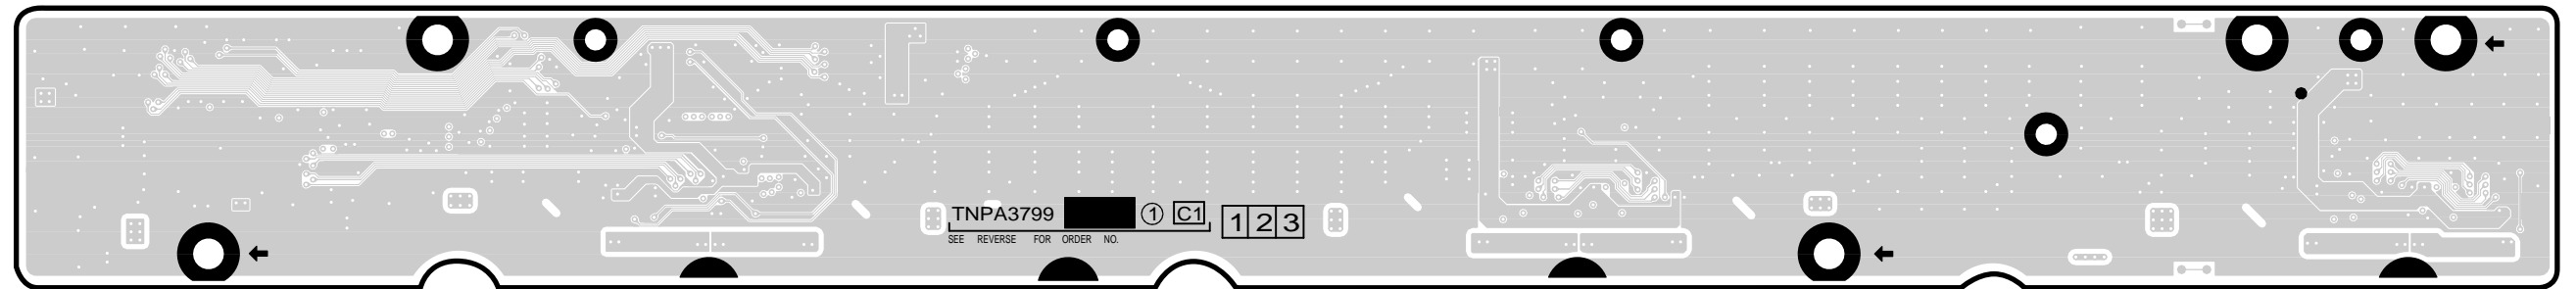 TNPA3799 1 C1 1 2 3
SEE REVERSE FOR ORDER NO.